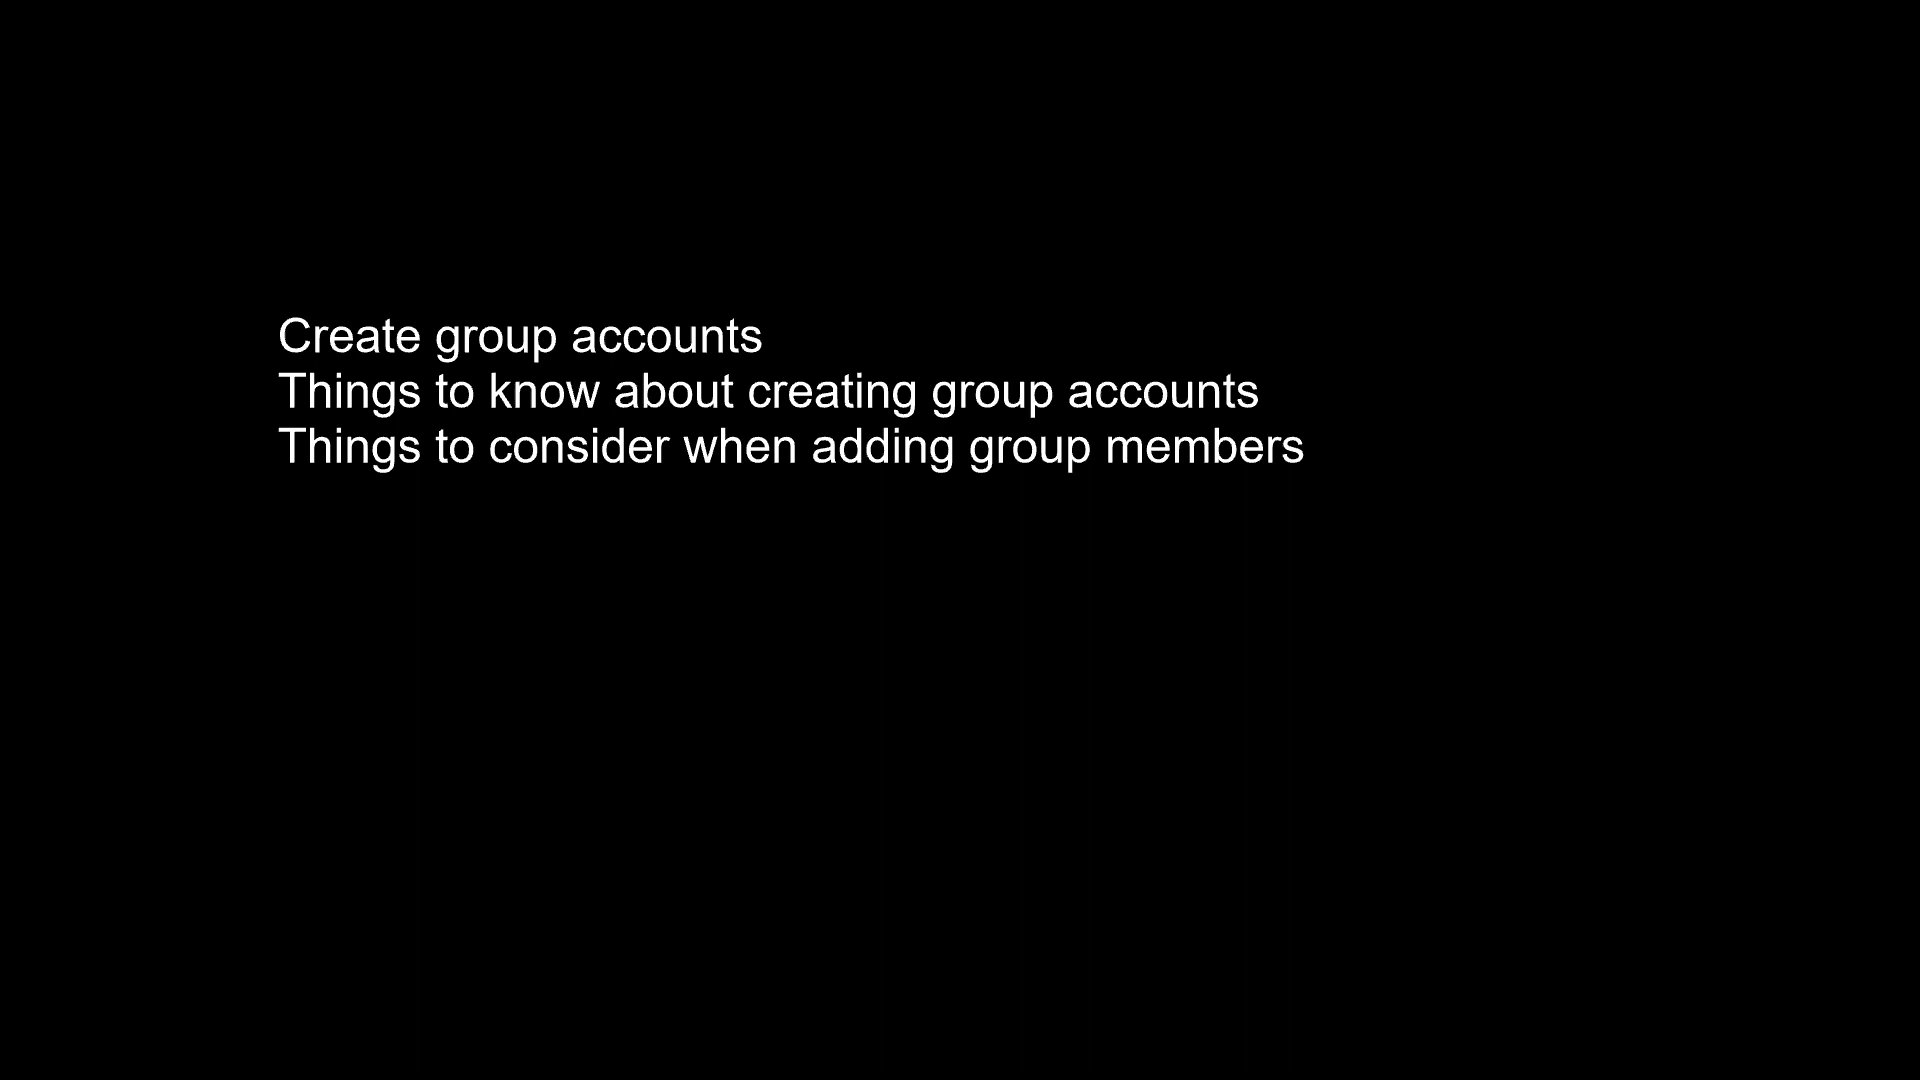 Create group accounts
Things to know about creating group accounts
Things to consider when adding group members